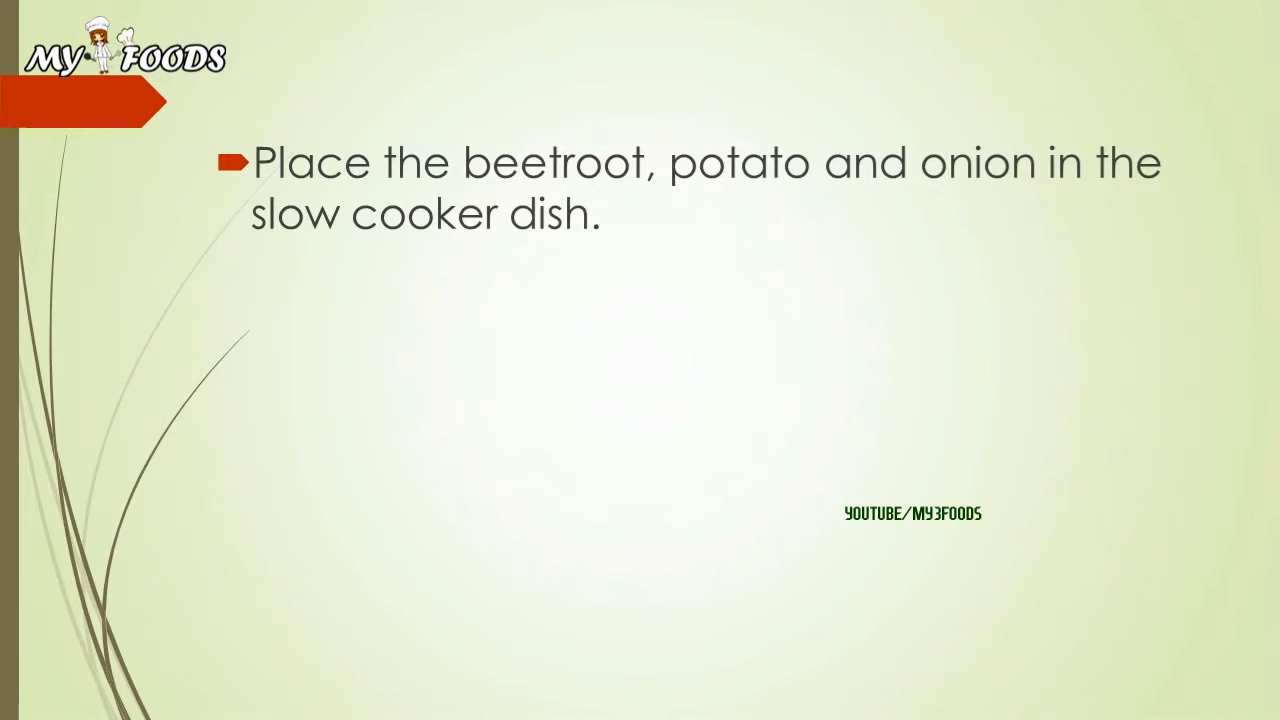 MY FOODS
Place the beetroot, potato and onion in the
slow cooker dish.
YOUTUBE/MY3FOODS